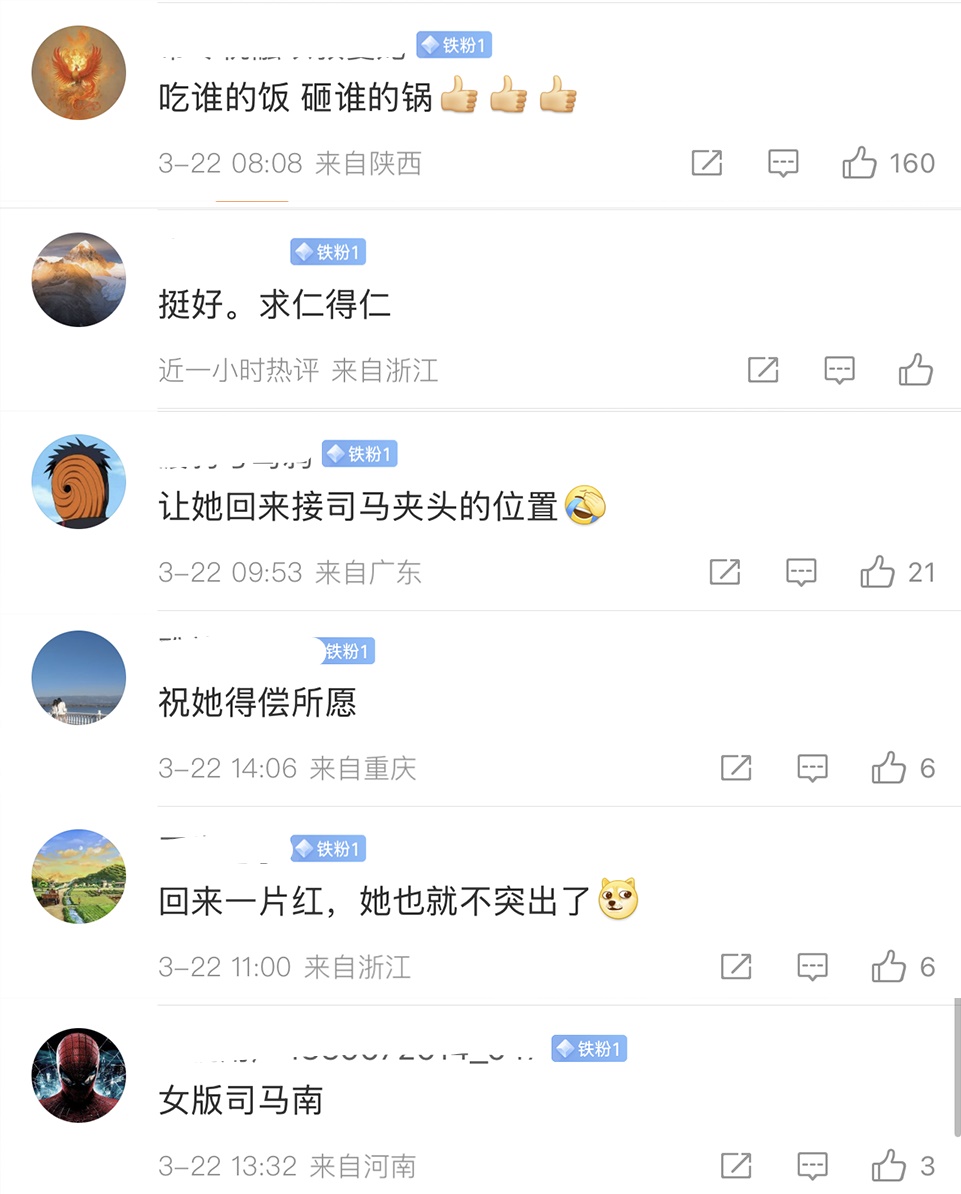 铁粉1
吃谁的饭 砸谁的锅👍👍👍
3-22 08:08 来自陕西
160
铁粉1
挺好。求仁得仁
近一小时热评 来自浙江
铁粉1
让她回来接司马夹头的位置
3-22 09:53 来自广东
21
铁粉1
祝她得偿所愿
3-22 14:06 来自重庆
6
铁粉1
回来一片红，她也就不突出了
3-22 11:00 来自浙江
6
铁粉1
女版司马南
3-22 13:32 来自河南
3